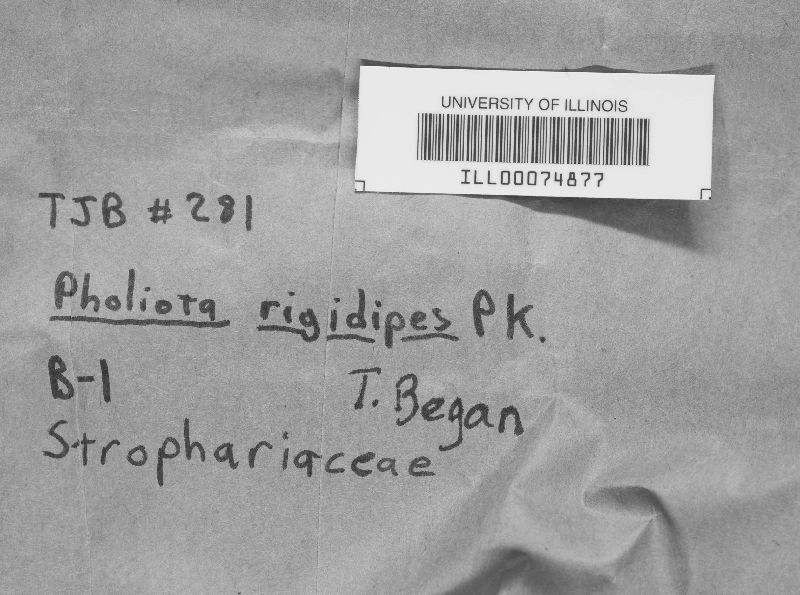 UNIVERSITY OF ILLINOIS
ILL00074877
TJB # 281
Pholiota rigidipes Pk.
B-1 T. Began
Strophariaceae